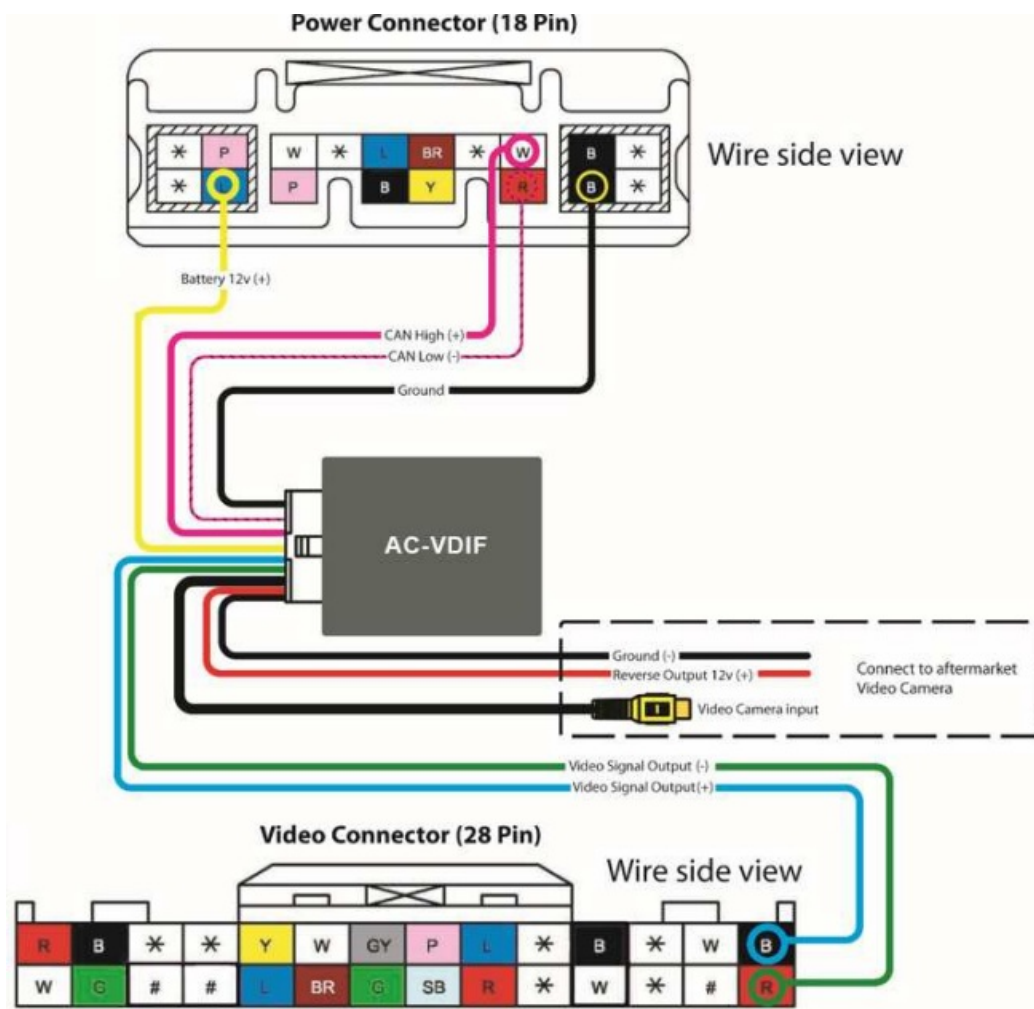 Power Connector (18 Pin)
* P W * L BR * W B *
Wire side view
* L P B Y R B *
Battery 12v (+)
CAN High (+)
CAN Low (-)
Ground
AC-VDIF
Ground (-)
Reverse Output 12v (+)
Connect to aftermarket
Video Camera
Video Camera input
Video Signal Output (-)
Video Signal Output(+)
Video Connector (28 Pin)
Wire side view
R B * * Y W GY P L * B * W B
W G # # L BR G SB R * W * # R